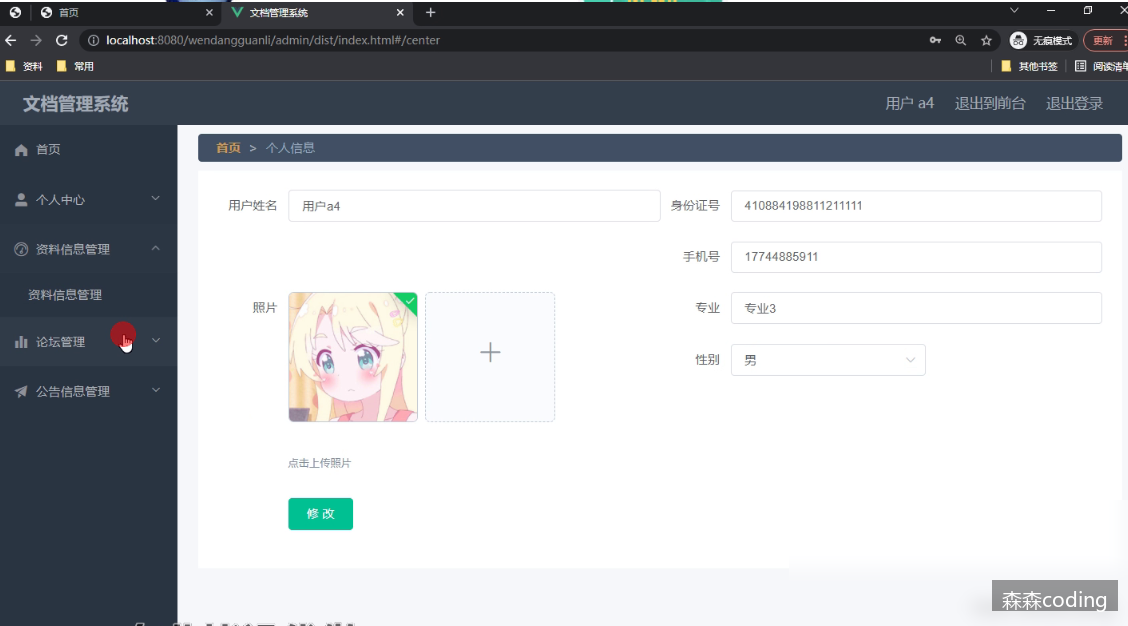 首页
文档管理系统
localhost:8080/wendangguanli/admin/dist/index.html#/center
无痕模式
更新
资料
常用
其他书签
阅读清单
文档管理系统
用户 a4
退出到前台
退出登录
首页
个人中心
资料信息管理
资料信息管理
论坛管理
公告信息管理
首页 > 个人信息
用户姓名
用户a4
身份证号
410884198811211111
手机号
17744885911
照片
专业
专业3
性别
男
点击上传照片
修 改
森森coding